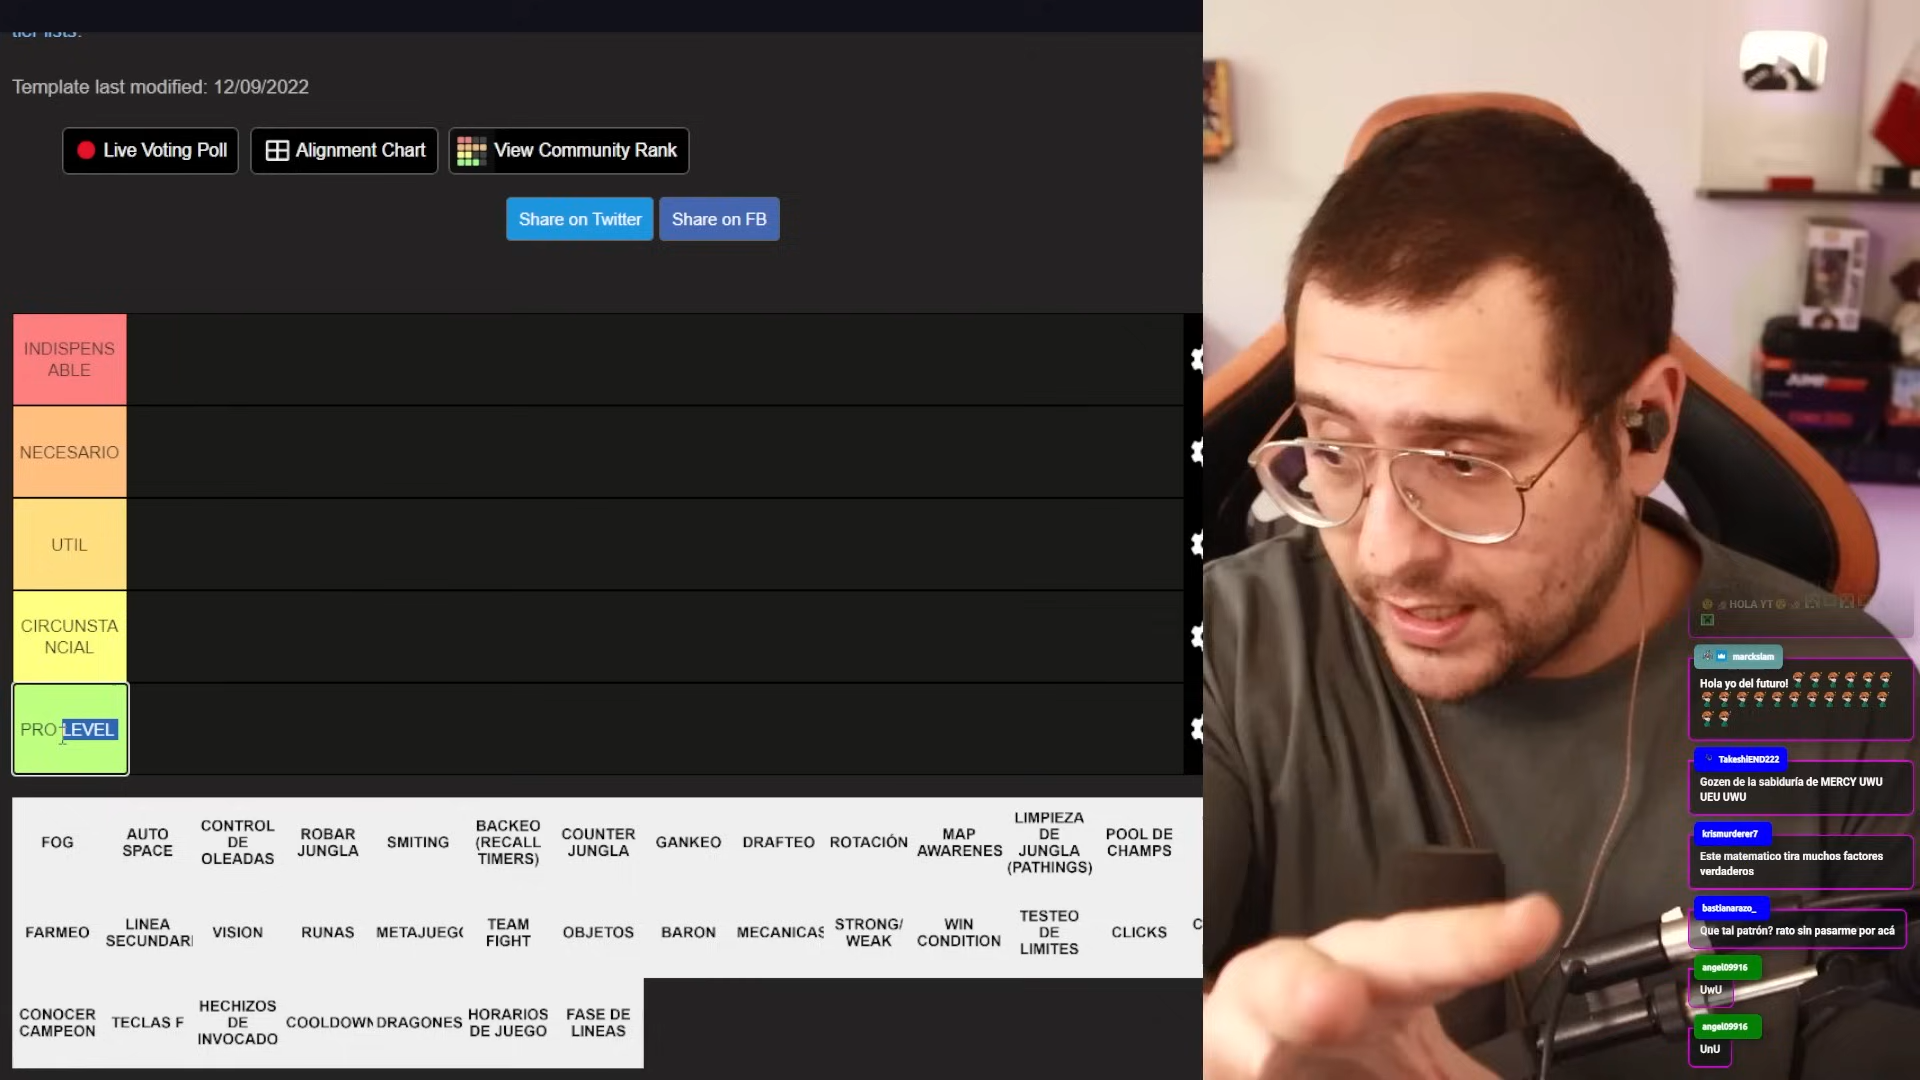 tier lists.
Template last modified: 12/09/2022
Live Voting Poll
Alignment Chart
View Community Rank
Share on Twitter
Share on FB
INDISPENS
ABLE
NECESARIO
UTIL
CIRCUNSTA
NCIAL
PRO LEVEL
FOG
AUTO
SPACE
CONTROL
DE
OLEADAS
ROBAR
JUNGLA
SMITING
BACKEO
(RECALL
TIMERS)
COUNTER
JUNGLA
GANKEO
DRAFTEO
ROTACIÓN
MAP
AWARENES
LIMPIEZA
DE
JUNGLA
(PATHINGS)
POOL DE
CHAMPS
FARMEO
LINEA
SECUNDARI
VISION
RUNAS
METAJUEGO
TEAM
FIGHT
OBJETOS
BARON
MECANICAS
STRONG/
WEAK
WIN
CONDITION
TESTEO
DE
LIMITES
CLICKS
C
CONOCER
CAMPEON
TECLAS F
HECHIZOS
DE
INVOCADO
COOLDOWN
DRAGONES
HORARIOS
DE JUEGO
FASE DE
LINEAS
HOLA YT
marckslam
Hola yo del futuro!
TakeshiEND222
Gozen de la sabiduría de MERCY UWU
UEU UWU
krismurderer7
Este matematico tira muchos factores
verdaderos
bastianarazo_
Que tal patrón? rato sin pasarme por acá
angel09916
UwU
angel09916
UnU